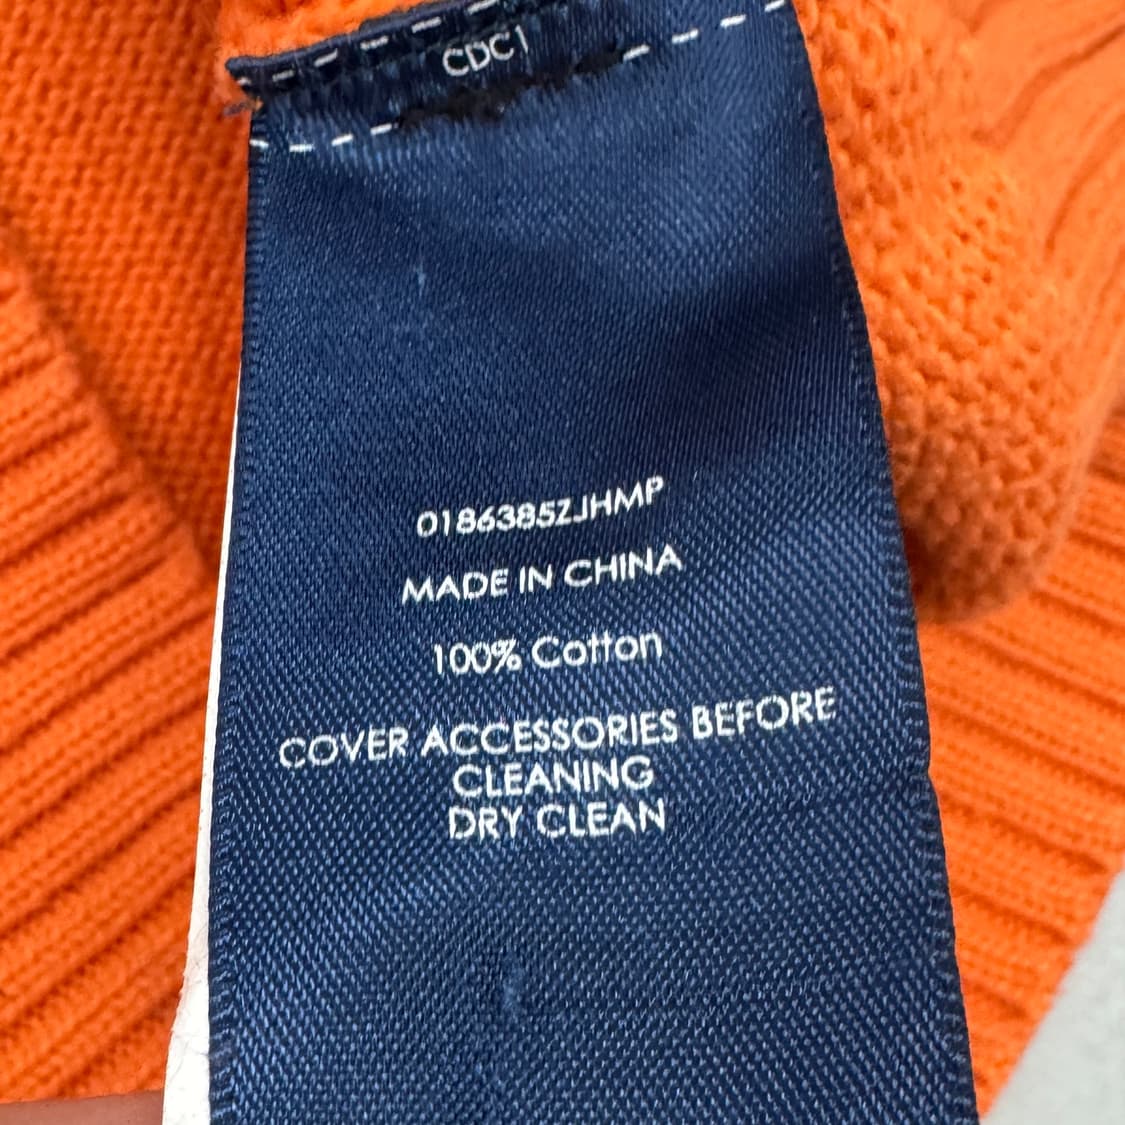 CDC1
0186385ZJHMP
MADE IN CHINA
100% Cotton
COVER ACCESSORIES BEFORE
CLEANING
DRY CLEAN